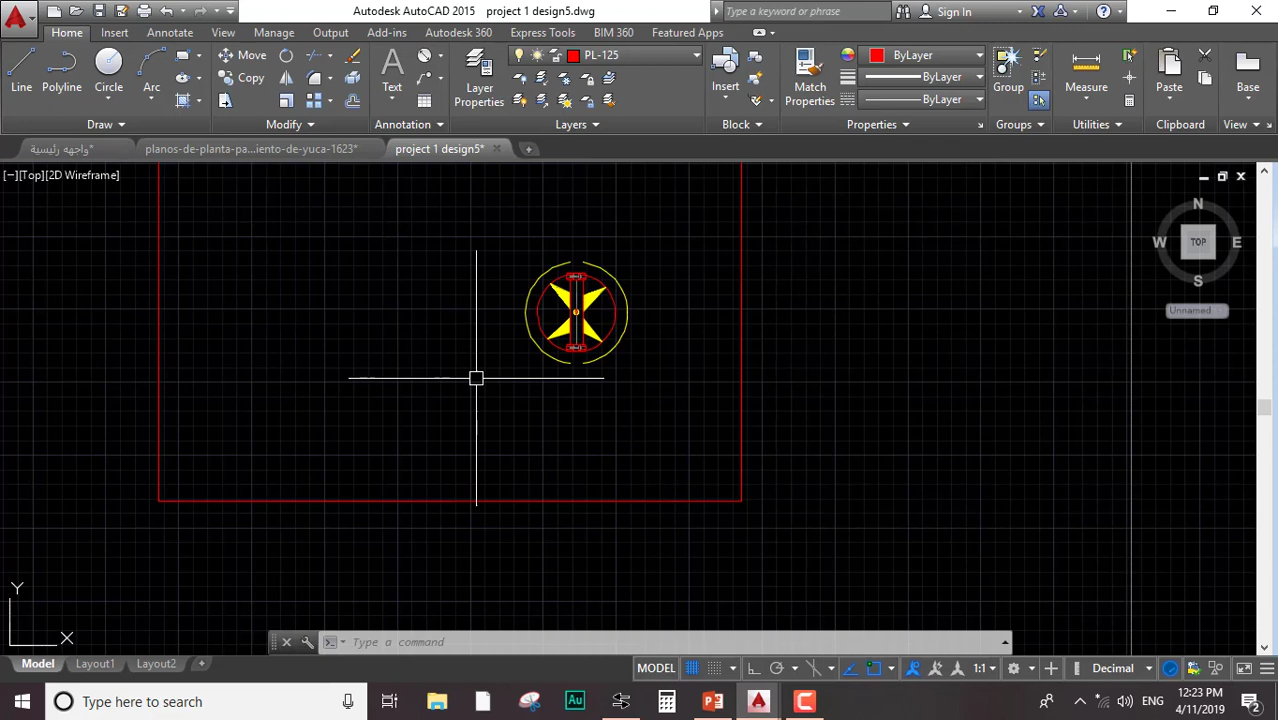 Autodesk AutoCAD 2015 project 1 design5.dwg
Type a keyword or phrase
Sign In
Home Insert Annotate View Manage Output Add-ins Autodesk 360 Express Tools BIM 360 Featured Apps
Line Polyline Circle Arc
Move
Copy
Text
Layer Properties
PL-125
Insert
Match Properties
ByLayer
ByLayer
ByLayer
Group
Measure
Paste
Base
Draw Modify Annotation Layers Block Properties Groups Utilities Clipboard View
واجهه رئيسية*
planos-de-planta-pa...iento-de-yuca-1623*
project 1 design5*
[−][Top][2D Wireframe]
N
W TOP E
S
Unnamed
Y
X
Type a command
Model Layout1 Layout2
MODEL
1:1
Decimal
Type here to search
Au
ENG
12:23 PM
4/11/2019
2